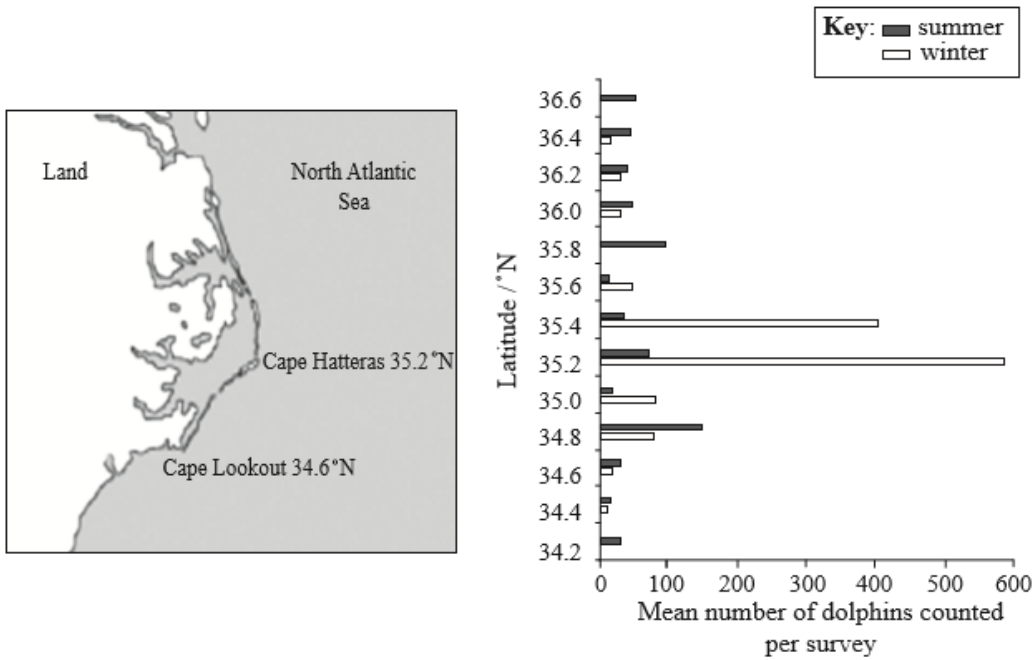 Key: summer
winter
Land
North Atlantic
Sea
Cape Hatteras 35.2°N
Cape Lookout 34.6°N
Latitude / °N
36.6
36.4
36.2
36.0
35.8
35.6
35.4
35.2
35.0
34.8
34.6
34.4
34.2
0 100 200 300 400 500 600
Mean number of dolphins counted
per survey